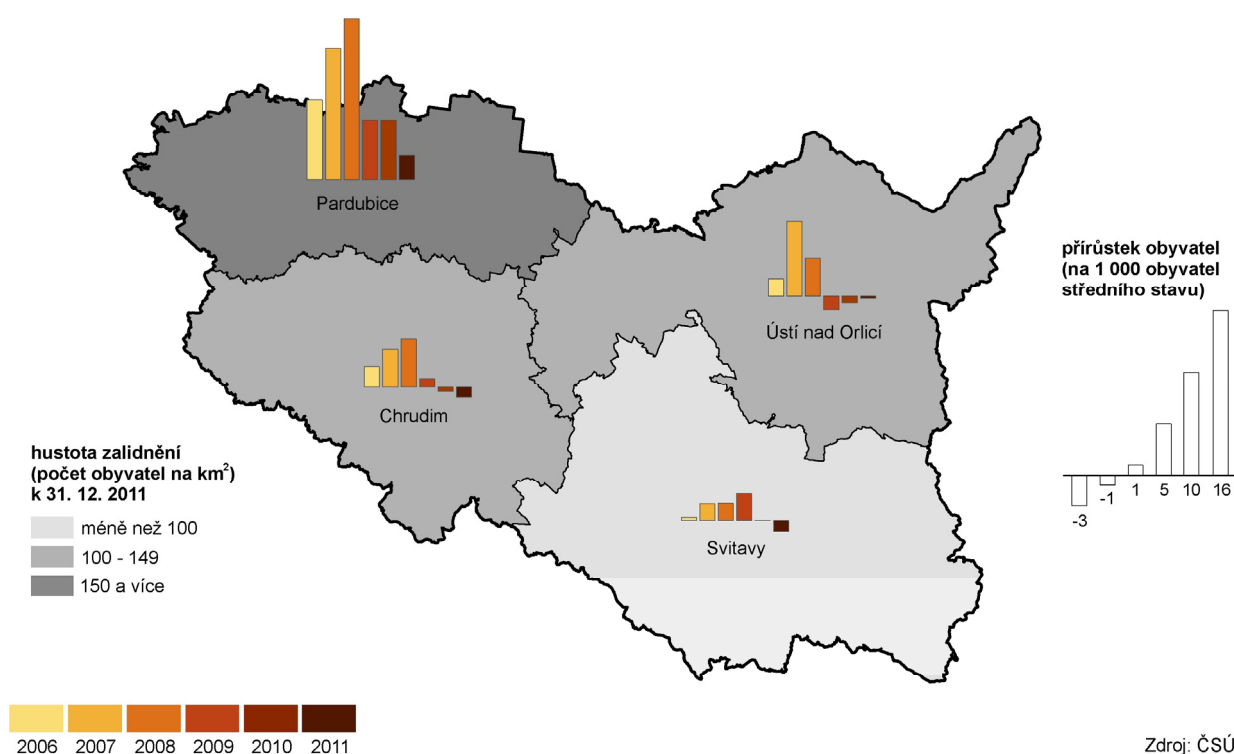 Pardubice
Ústí nad Orlicí
Chrudim
Svitavy
přírůstek obyvatel
(na 1 000 obyvatel
středního stavu)
-3
-1
1
5
10
16
hustota zalidnění
(počet obyvatel na km²)
k 31. 12. 2011
méně než 100
100 - 149
150 a více
2006 2007 2008 2009 2010 2011
Zdroj: ČSÚ